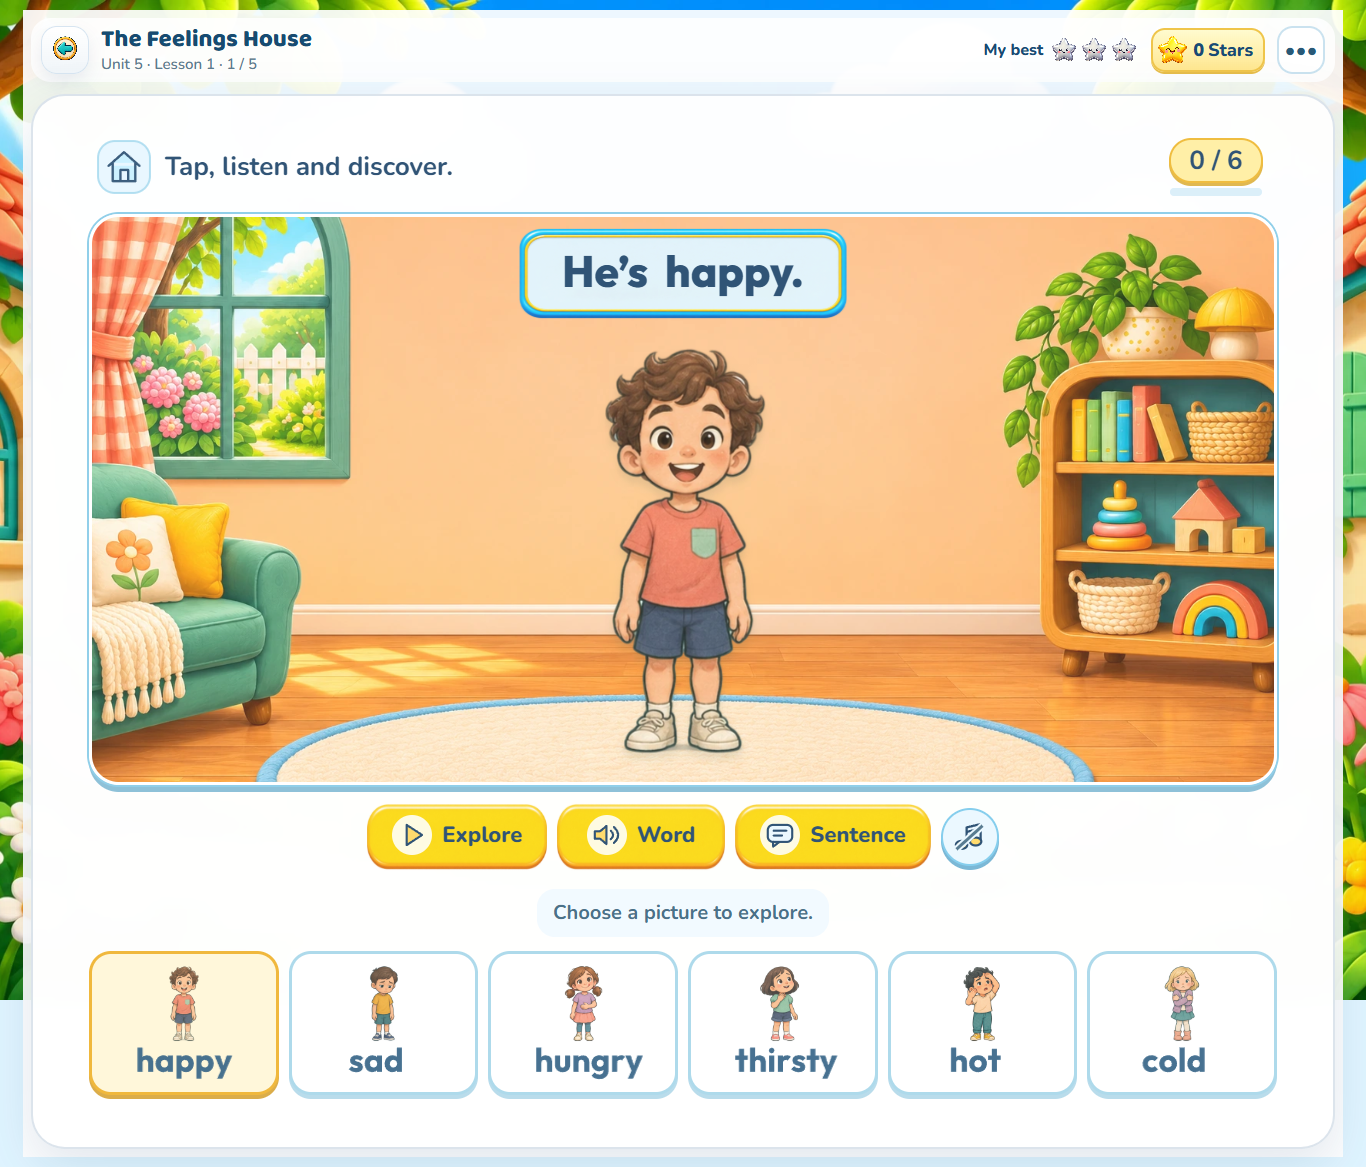 The Feelings House
Unit 5 · Lesson 1 · 1 / 5
My best
0 Stars
Tap, listen and discover.
0 / 6
He’s happy.
Explore
Word
Sentence
Choose a picture to explore.
happy
sad
hungry
thirsty
hot
cold